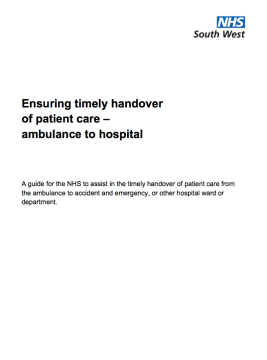 NHS
South West
Ensuring timely handover
of patient care –
ambulance to hospital
A guide for the NHS to assist in the timely handover of patient care from
the ambulance to accident and emergency, or other hospital ward or
department.